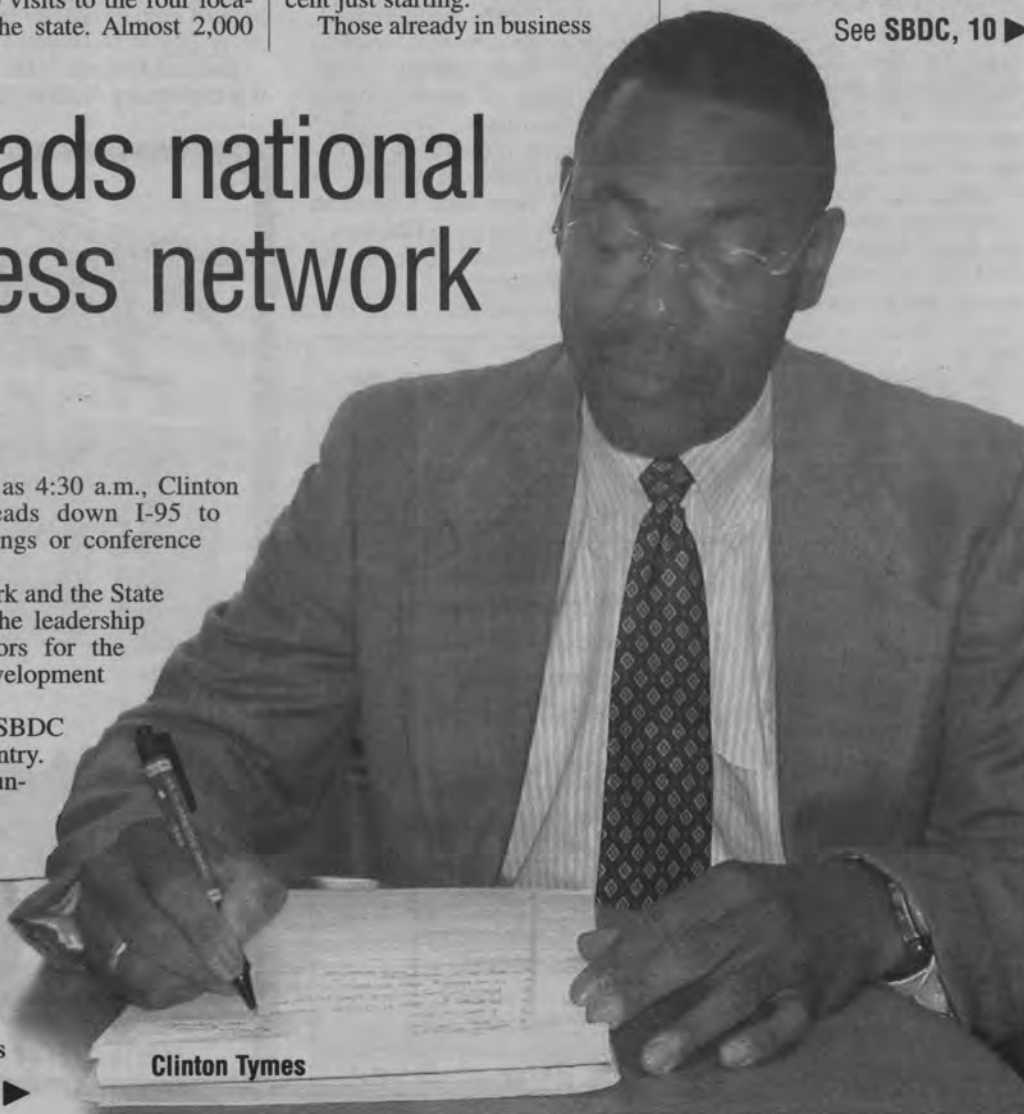 visits to the four loca-
he state. Almost 2,000
cent just starting.
Those already in business
See SBDC, 10
ads national
ess network
as 4:30 a.m., Clinton
eads down I-95 to
ngs or conference
rk and the State
he leadership
ors for the
velopment
SBDC
ntry.
un-
s
Clinton Tymes